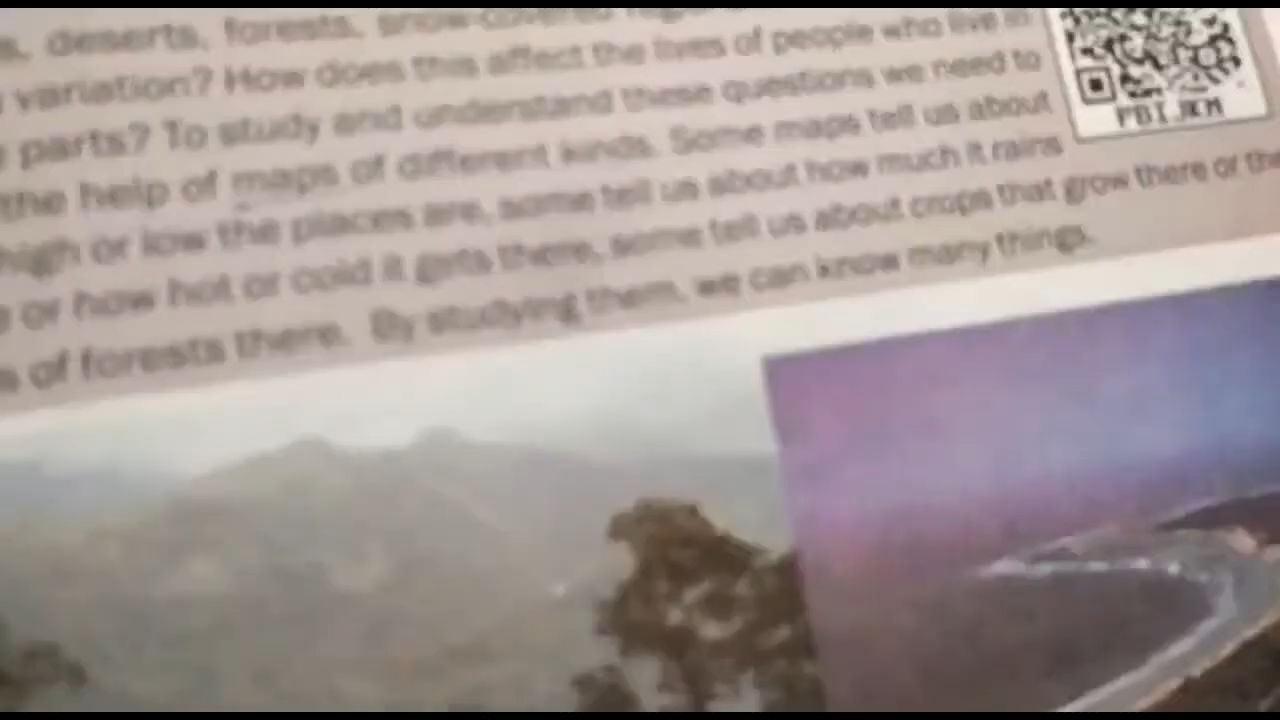 deserts, forests, snow-covered
variation? How does this affect the lives of people who live in
parts? To study and understand these questions we need to
the help of maps of different kinds. Some maps tell us about
high or low the places are, some tell us about how much it rains
or how hot or cold it gets there, some tell us about crops that grow there or the
of forests there. By studying them, we can know many things.